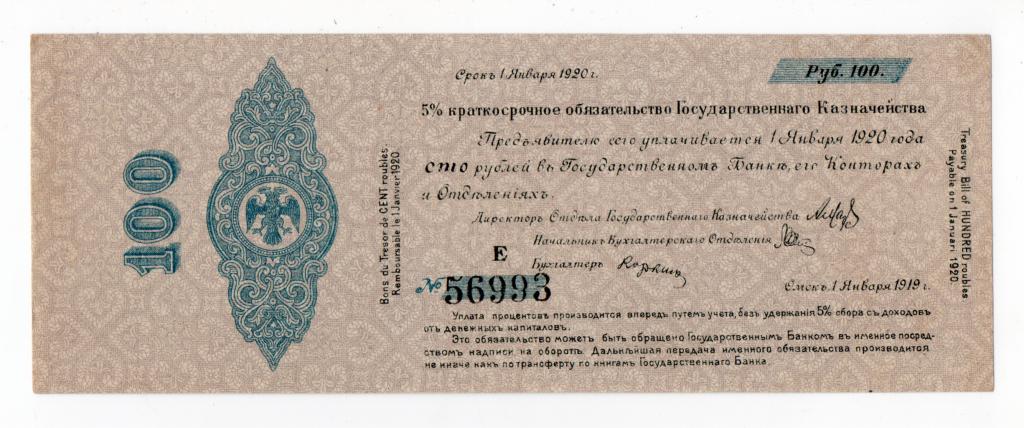 100
Bons du Tresor de CENT roubles.
Remboursable le 1 Janvier 1920
Срокъ 1 Января 1920 г.
Руб. 100.
5% краткосрочное обязательство Государственнаго Казначейства
Предъявителю сего уплачивается 1 Января 1920 года
сто рублей въ Государственномъ Банкѣ, его Конторахъ
и Отдѣленіяхъ.
Директоръ Отдѣла Государственнаго Казначейства
Начальникъ Бухгалтерскаго Отдѣленія
Е
Бухгалтеръ
№ 56993
Омскъ, 1 Января 1919 г.
Уплата процентовъ производится впередъ путемъ учета, безъ удержания 5% сбора съ доходовъ
отъ денежныхъ капиталовъ.
Это обязательство можетъ быть обращено Государственнымъ Банкомъ въ именное посред-
ствомъ надписи на оборотѣ. Дальнѣйшая передача именного обязательства производится
не иначе какъ по трансферту по книгамъ Государственнаго Банка.
Treasury Bill of HUNDRED roubles
Payable on 1 Januari 1920.